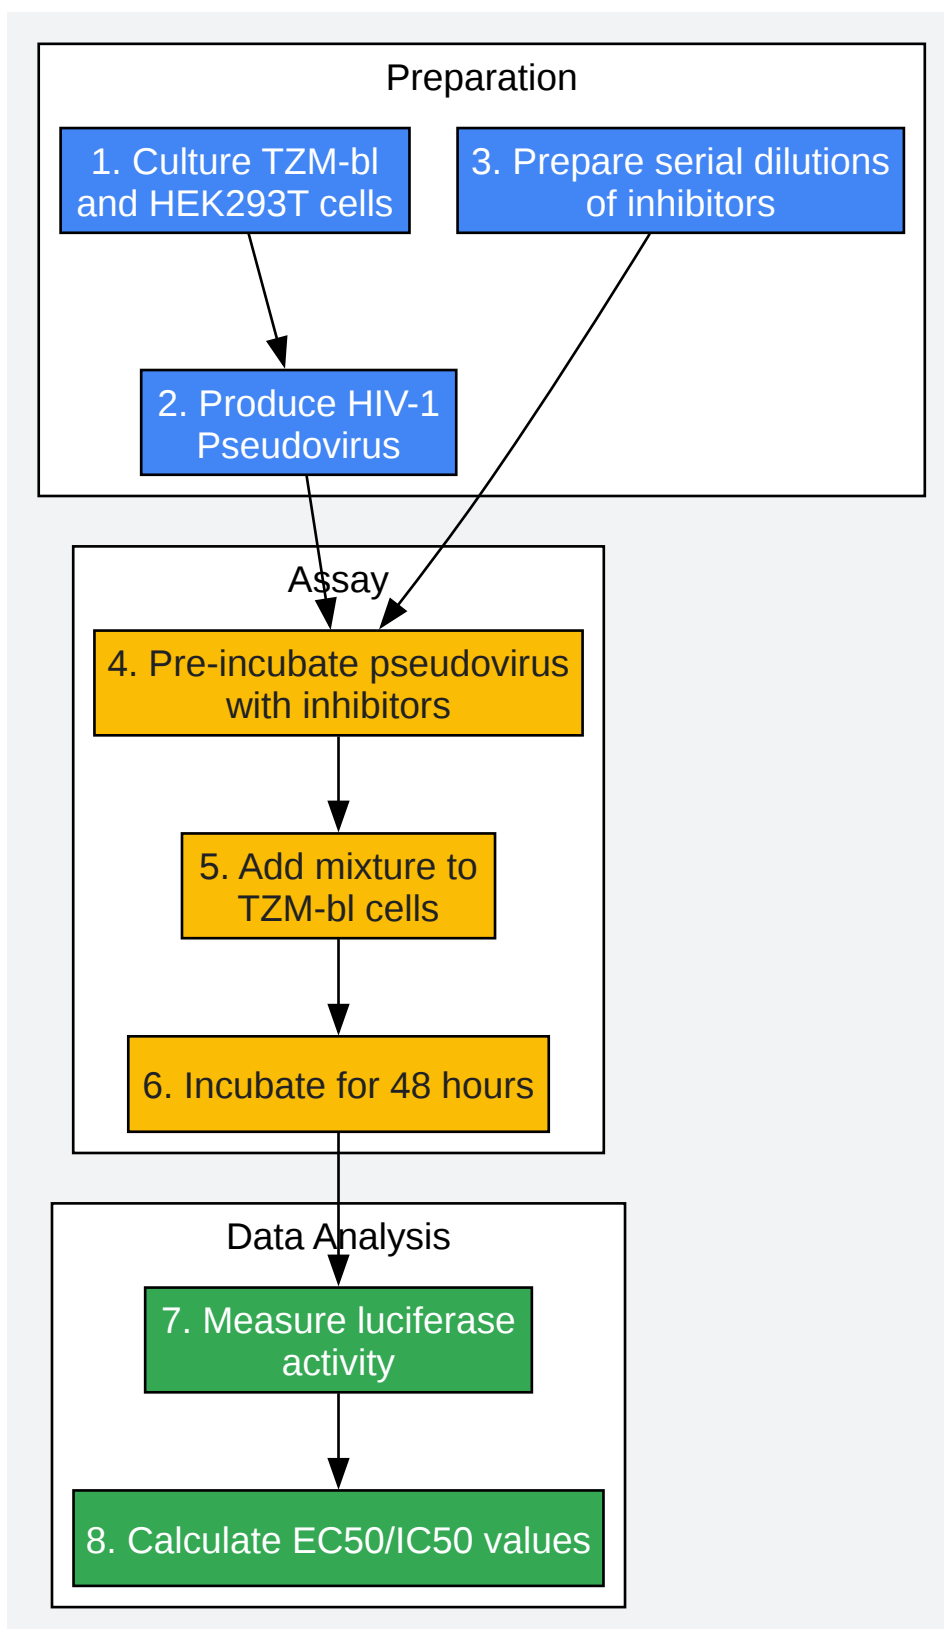 Preparation
1. Culture TZM-bl
and HEK293T cells
3. Prepare serial dilutions
of inhibitors
2. Produce HIV-1
Pseudovirus
Assay
4. Pre-incubate pseudovirus
with inhibitors
5. Add mixture to
TZM-bl cells
6. Incubate for 48 hours
Data Analysis
7. Measure luciferase
activity
8. Calculate EC50/IC50 values